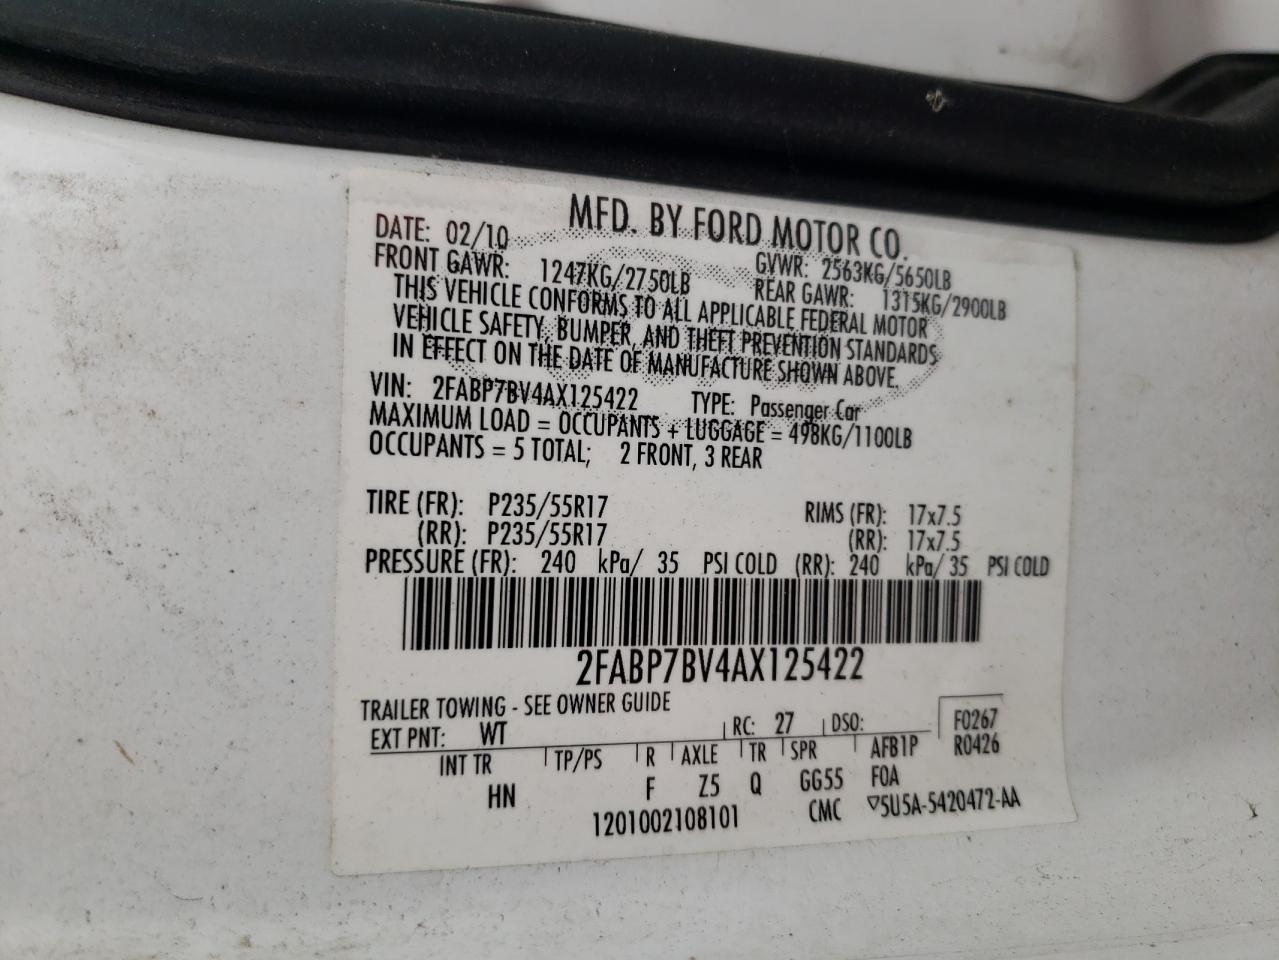 MFD. BY FORD MOTOR CO.
DATE: 02/10 GVWR: 2563KG/5650LB
FRONT GAWR: 1247KG/2750LB REAR GAWR: 1315KG/2900LB
THIS VEHICLE CONFORMS TO ALL APPLICABLE FEDERAL MOTOR
VEHICLE SAFETY, BUMPER, AND THEFT PREVENTION STANDARDS
IN EFFECT ON THE DATE OF MANUFACTURE SHOWN ABOVE.
VIN: 2FABP7BV4AX125422 TYPE: Passenger Car
MAXIMUM LOAD = OCCUPANTS + LUGGAGE = 498KG/1100LB
OCCUPANTS = 5 TOTAL; 2 FRONT, 3 REAR
TIRE (FR): P235/55R17 RIMS (FR): 17x7.5
(RR): P235/55R17 (RR): 17x7.5
PRESSURE (FR): 240 kPa/ 35 PSI COLD (RR): 240 kPa/ 35 PSI COLD
2FABP7BV4AX125422
TRAILER TOWING - SEE OWNER GUIDE
EXT PNT: WT RC: 27 DSO: F0267
INT TR TP/PS R AXLE TR SPR AFB1P R0426
HN F Z5 Q GG55 FOA
1201002108101 CMC ▽5U5A-5420472-AA